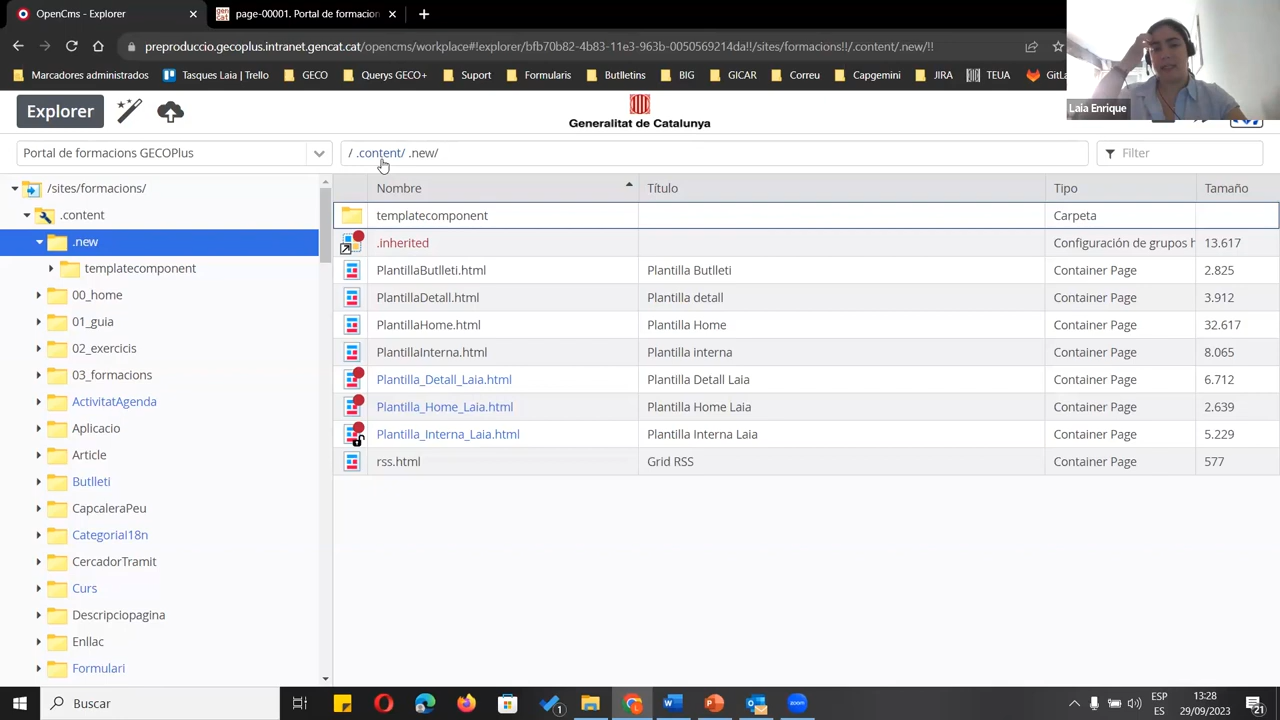 OpenCms - Explorer
page-00001. Portal de formacion
preproducio.gecoplus.intranet.gencat.cat/opencms/workplace#!explorer/bfb70b82-4b83-11e3-963b-0050569214da!!/sites/formacions!!/.content/.new/!!
Marcadores administrados
Tasques Laia | Trello
GECO
Suport
Formularis
Butlletins
BIG
GICAR
Correu
Capgemini
JIRA
TEUA
GitLa
Querys GeCo+
Laia Enrique
Explorer
Generalitat de Catalunya
Portal de formacions GECOPlus
/ .content/ .new/
Filter
/sites/formacions/
.content
.new
templatecomponent
00_home
01_guia
02_exercicis
03_formacions
ActivitatAgenda
Aplicacio
Article
Butlleti
CapcaleraPeu
CategoriaI18n
CercadorTramit
Curs
Descripciopagina
Enllac
Formulari
Nombre Título Tipo Tamaño
templatecomponent Carpeta
.inherited Configuración de grupos h 13.617
PlantillaButlleti.html Plantilla Butlleti Container Page 2.825
PlantillaDetall.html Plantilla detall Container Page 3.912
PlantillaHome.html Plantilla Home Container Page 32.617
PlantillaInterna.html Plantilla interna Container Page 8.065
Plantilla_Detall_Laia.html Plantilla Detall Laia Container Page 6.712
Plantilla_Home_Laia.html Plantilla Home Laia Container Page 2.639
Plantilla_Interna_Laia.html Plantilla Interna Laia Container Page 5.229
rss.html Grid RSS Container Page 577
Buscar
ESP
ES
13:28
29/09/2023
21